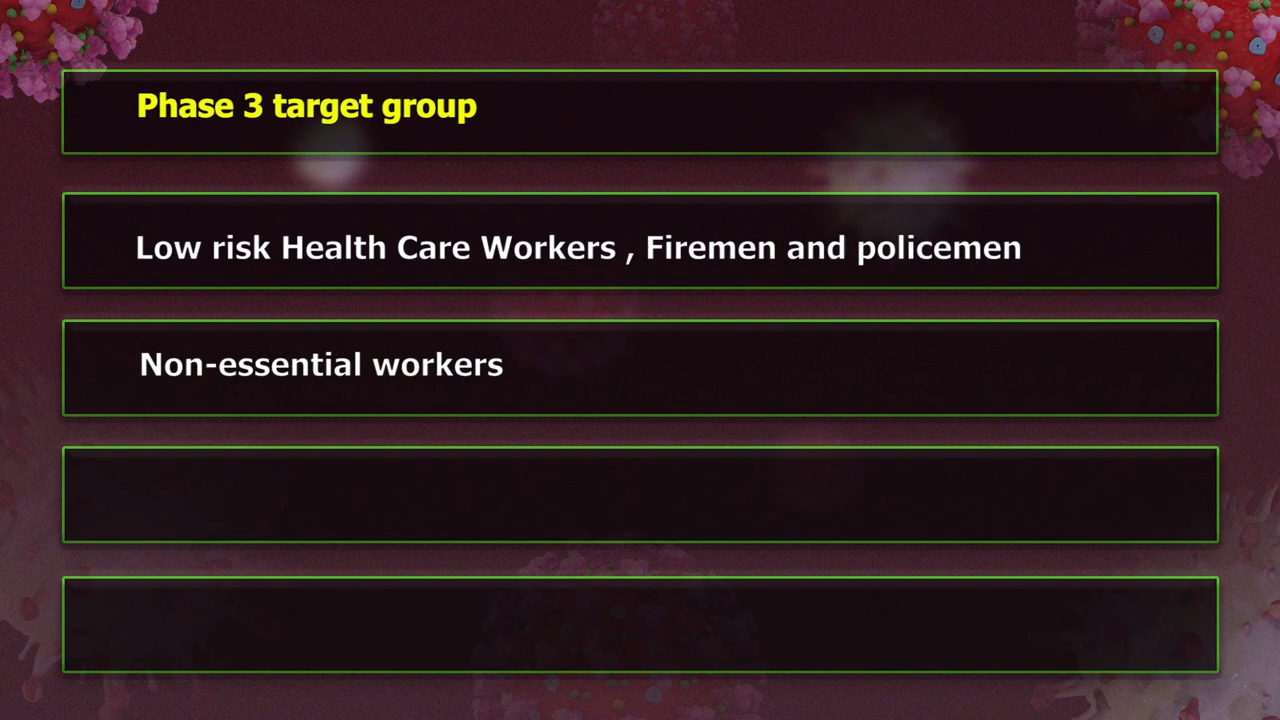 Phase 3 target group
Low risk Health Care Workers , Firemen and policemen
Non-essential workers